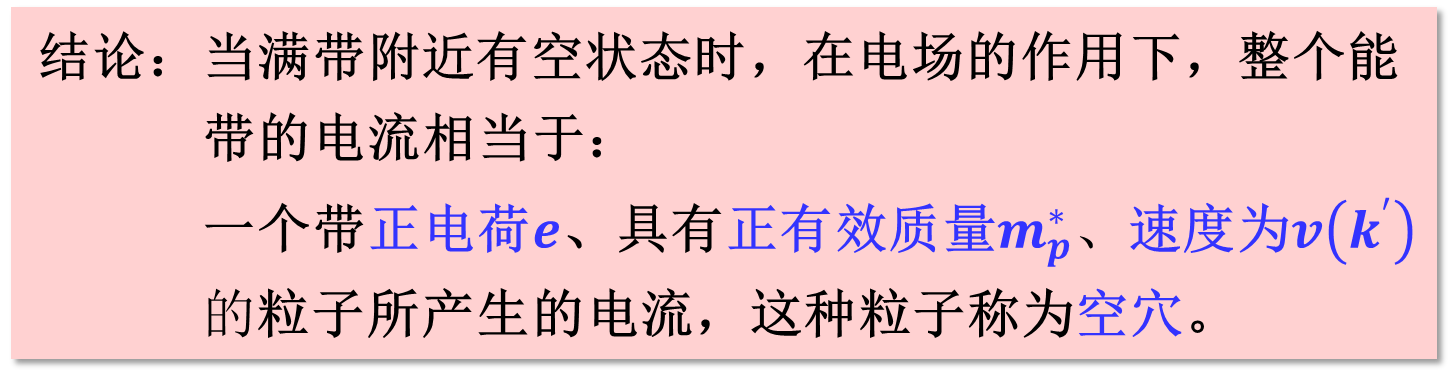 结论：当满带附近有空状态时，在电场的作用下，整个能
带的电流相当于：
一个带正电荷e、具有正有效质量m_p^*、速度为v(k′)
的粒子所产生的电流，这种粒子称为空穴。